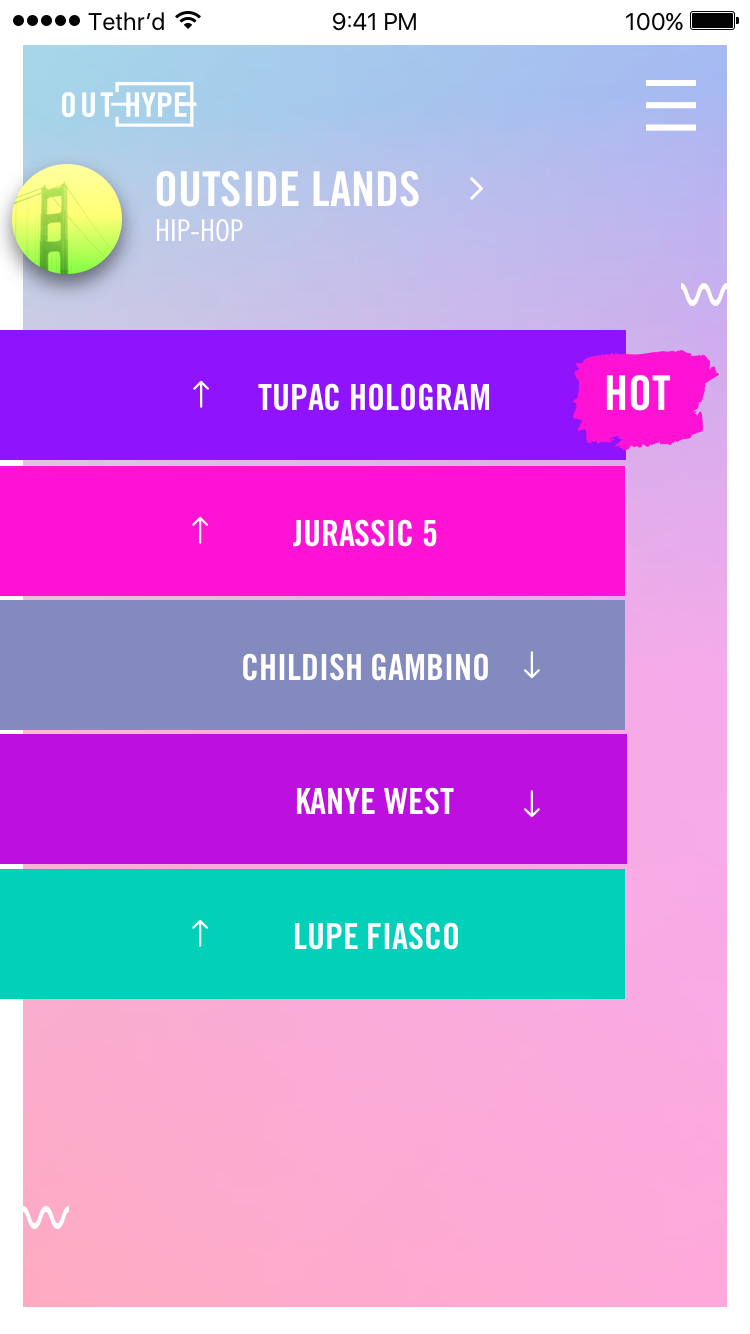 Tethr’d 9:41 PM 100%
OUT HYPE
OUTSIDE LANDS
HIP-HOP
TUPAC HOLOGRAM HOT
JURASSIC 5
CHILDISH GAMBINO
KANYE WEST
LUPE FIASCO